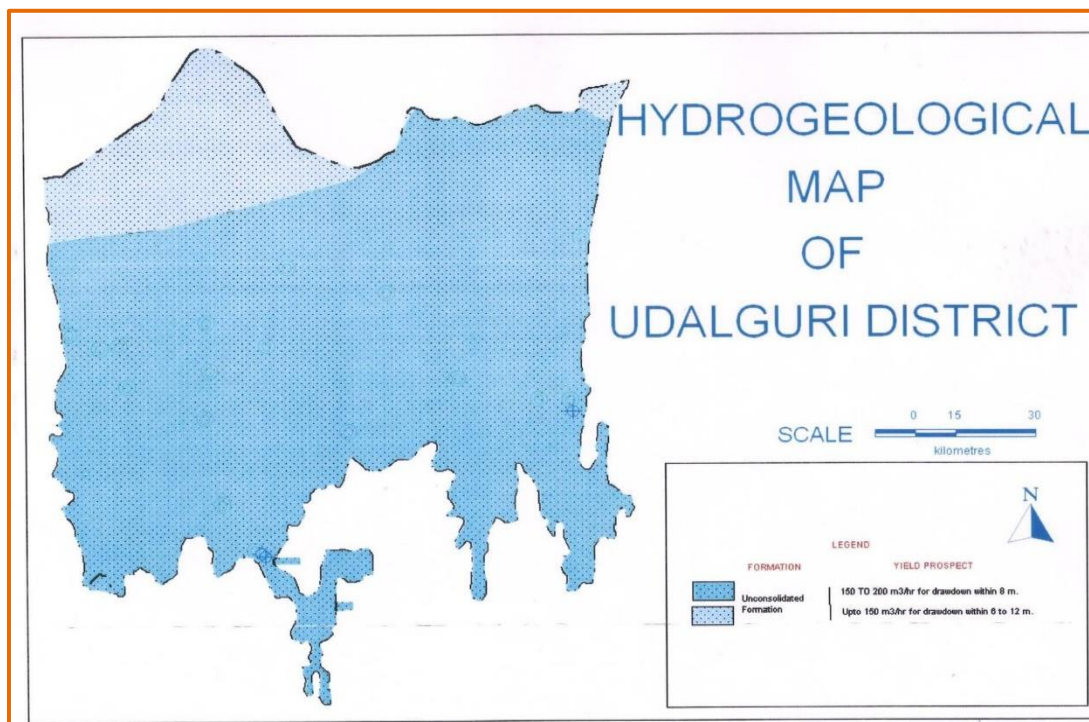 HYDROGEOLOGICAL
MAP
OF
UDALGURI DISTRICT
SCALE
0 15 30
kilometres
N
LEGEND
FORMATION YIELD PROSPECT
Unconsolidated
Formation
150 TO 200 m3/hr for drawdown within 8 m.
Upto 150 m3/hr for drawdown within 6 to 12 m.